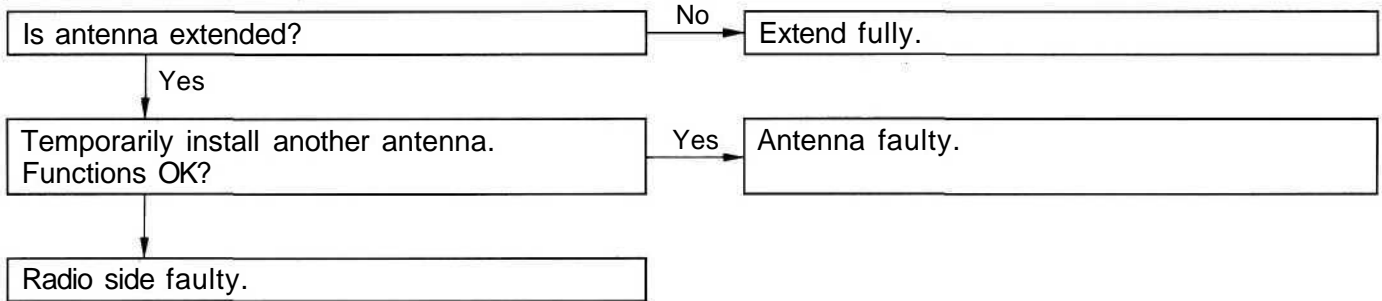 Is antenna extended?
No
Extend fully.
Yes
Temporarily install another antenna.
Functions OK?
Yes
Antenna faulty.
Radio side faulty.